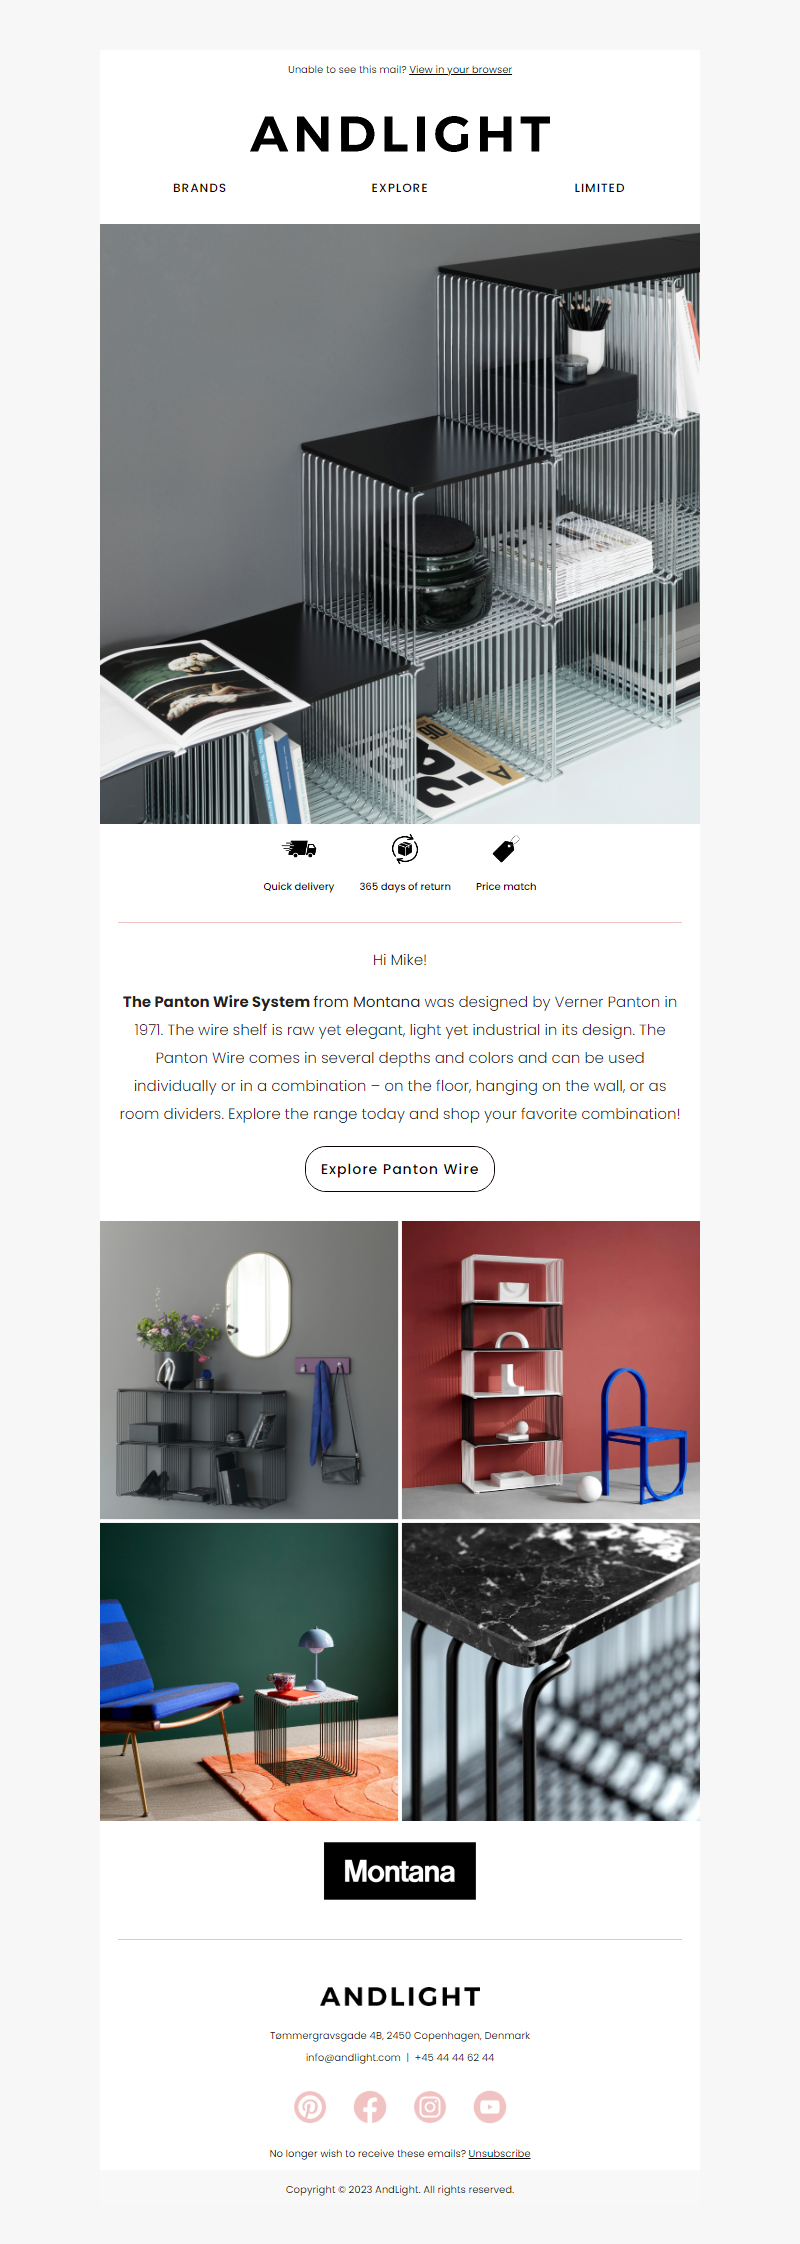 Unable to see this mail? View in your browser
ANDLIGHT
BRANDS EXPLORE LIMITED
Quick delivery 365 days of return Price match
Hi Mike!
The Panton Wire System from Montana was designed by Verner Panton in
1971. The wire shelf is raw yet elegant, light yet industrial in its design. The
Panton Wire comes in several depths and colors and can be used
individually or in a combination – on the floor, hanging on the wall, or as
room dividers. Explore the range today and shop your favorite combination!
Explore Panton Wire
Montana
ANDLIGHT
Tømmergravsgade 4B, 2450 Copenhagen, Denmark
info@andlight.com | +45 44 44 62 44
No longer wish to receive these emails? Unsubscribe
Copyright © 2023 AndLight. All rights reserved.